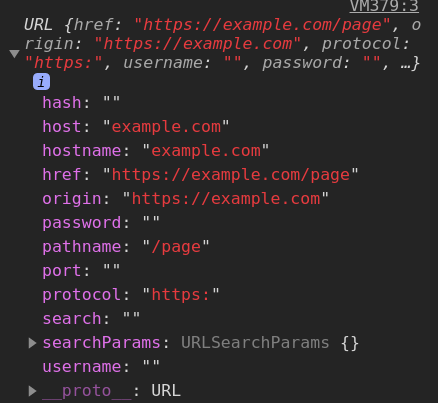 VM379:3
URL {href: "https://example.com/page", o
rigin: "https://example.com", protocol:
"https:", username: "", password: "", …}
i
hash: ""
host: "example.com"
hostname: "example.com"
href: "https://example.com/page"
origin: "https://example.com"
password: ""
pathname: "/page"
port: ""
protocol: "https:"
search: ""
searchParams: URLSearchParams {}
username: ""
__proto__: URL